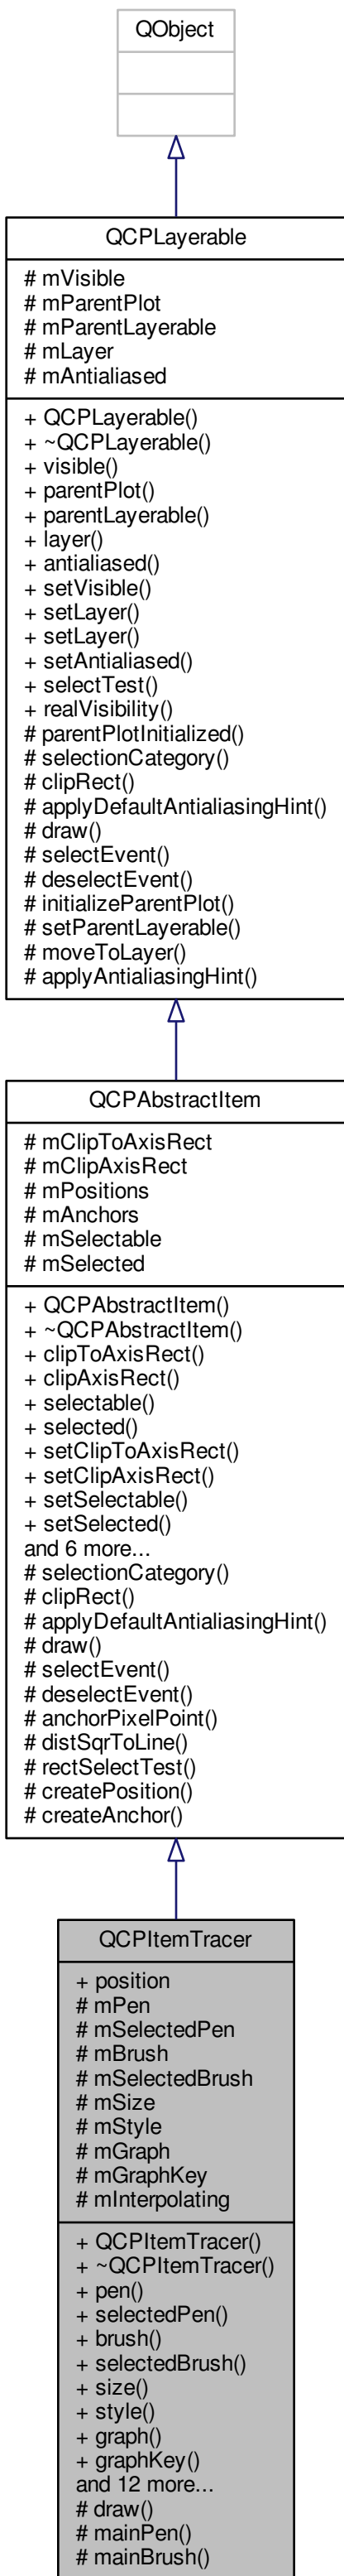 QObject
QCPLayerable
# mVisible
# mParentPlot
# mParentLayerable
# mLayer
# mAntialiased
+ QCPLayerable()
+ ~QCPLayerable()
+ visible()
+ parentPlot()
+ parentLayerable()
+ layer()
+ antialiased()
+ setVisible()
+ setLayer()
+ setLayer()
+ setAntialiased()
+ selectTest()
+ realVisibility()
# parentPlotInitialized()
# selectionCategory()
# clipRect()
# applyDefaultAntialiasingHint()
# draw()
# selectEvent()
# deselectEvent()
# initializeParentPlot()
# setParentLayerable()
# moveToLayer()
# applyAntialiasingHint()
QCPAbstractItem
# mClipToAxisRect
# mClipAxisRect
# mPositions
# mAnchors
# mSelectable
# mSelected
+ QCPAbstractItem()
+ ~QCPAbstractItem()
+ clipToAxisRect()
+ clipAxisRect()
+ selectable()
+ selected()
+ setClipToAxisRect()
+ setClipAxisRect()
+ setSelectable()
+ setSelected()
and 6 more...
# selectionCategory()
# clipRect()
# applyDefaultAntialiasingHint()
# draw()
# selectEvent()
# deselectEvent()
# anchorPixelPoint()
# distSqrToLine()
# rectSelectTest()
# createPosition()
# createAnchor()
QCPItemTracer
+ position
# mPen
# mSelectedPen
# mBrush
# mSelectedBrush
# mSize
# mStyle
# mGraph
# mGraphKey
# mInterpolating
+ QCPItemTracer()
+ ~QCPItemTracer()
+ pen()
+ selectedPen()
+ brush()
+ selectedBrush()
+ size()
+ style()
+ graph()
+ graphKey()
and 12 more...
# draw()
# mainPen()
# mainBrush()